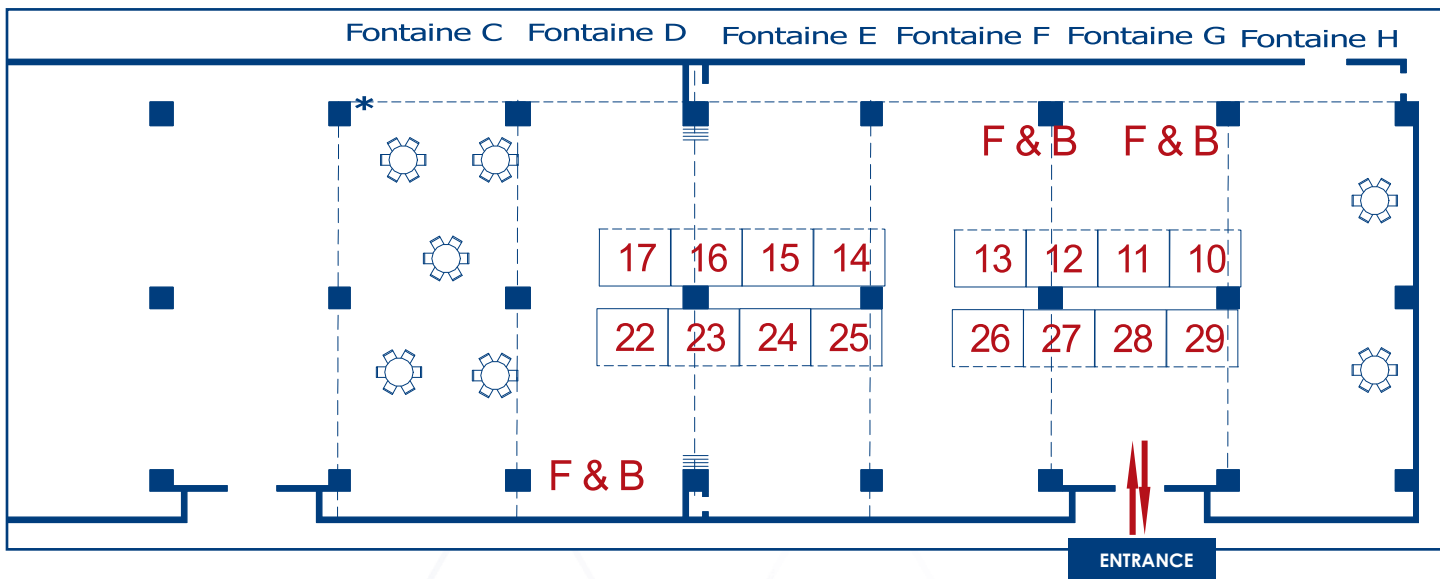 Fontaine C Fontaine D Fontaine E Fontaine F Fontaine G Fontaine H
*
F & B F & B
17 16 15 14 13 12 11 10
22 23 24 25 26 27 28 29
F & B
ENTRANCE